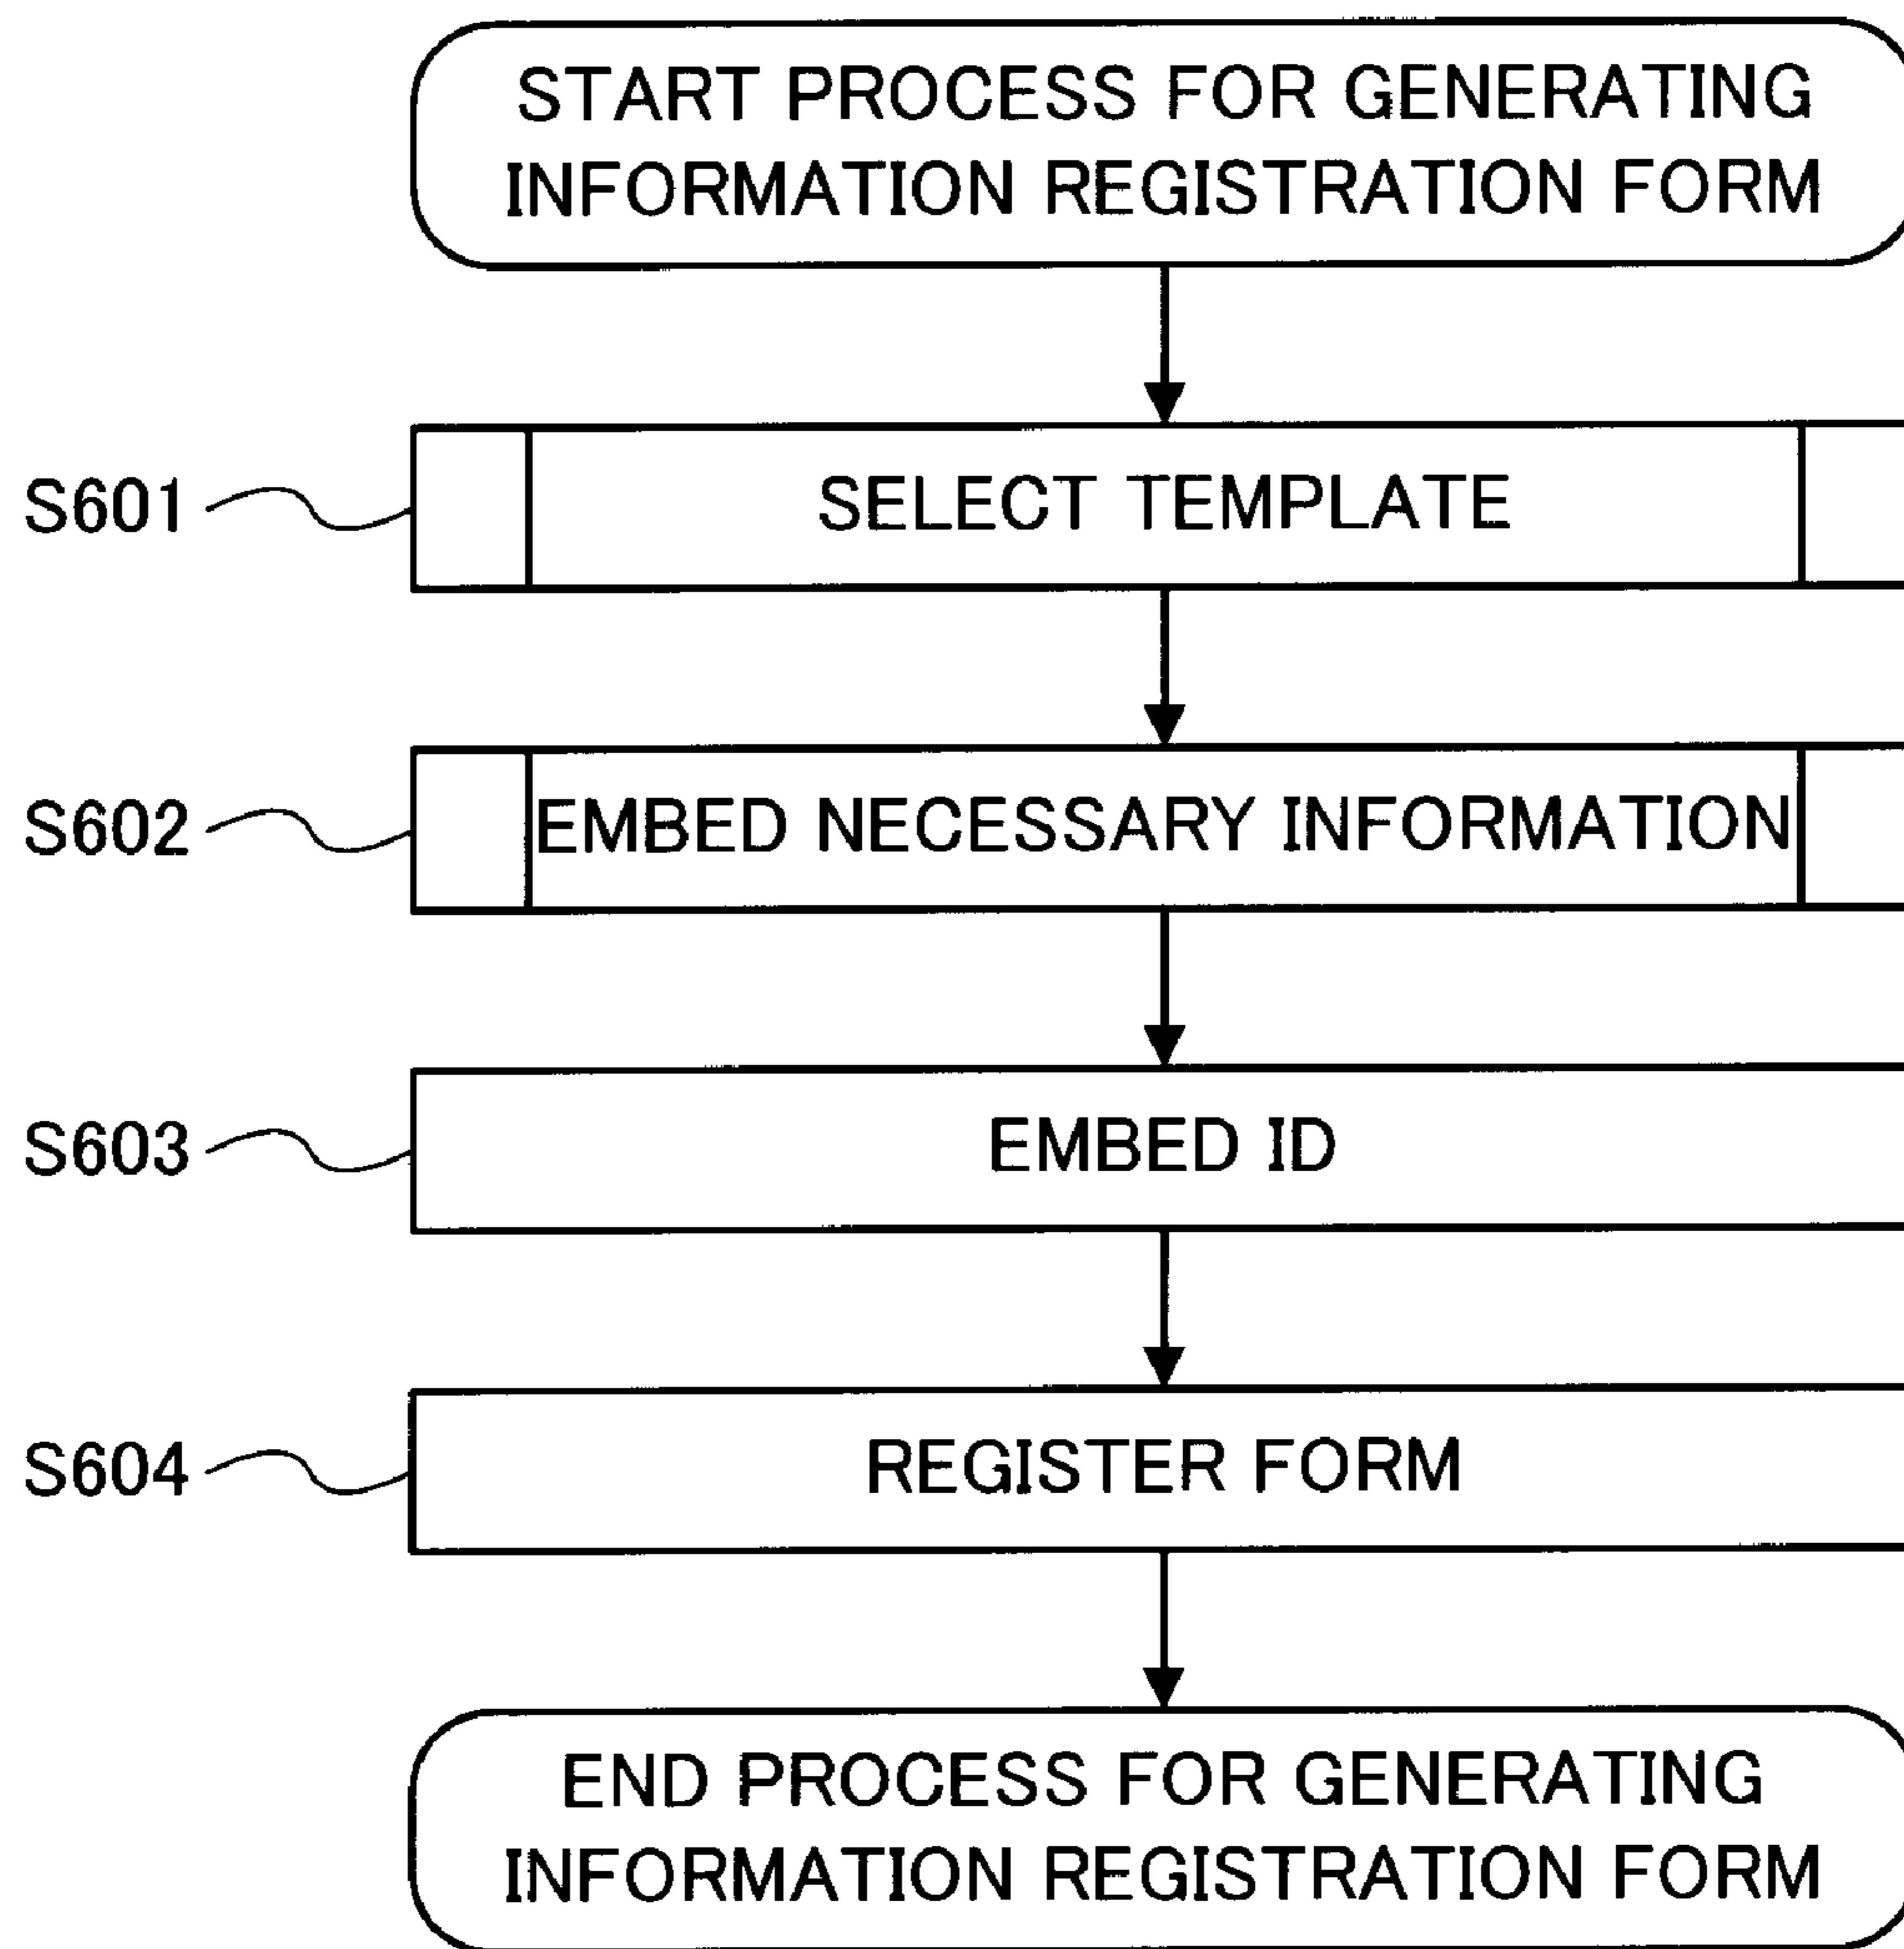 START PROCESS FOR GENERATING
INFORMATION REGISTRATION FORM
S601
SELECT TEMPLATE
S602
EMBED NECESSARY INFORMATION
S603
EMBED ID
S604
REGISTER FORM
END PROCESS FOR GENERATING
INFORMATION REGISTRATION FORM